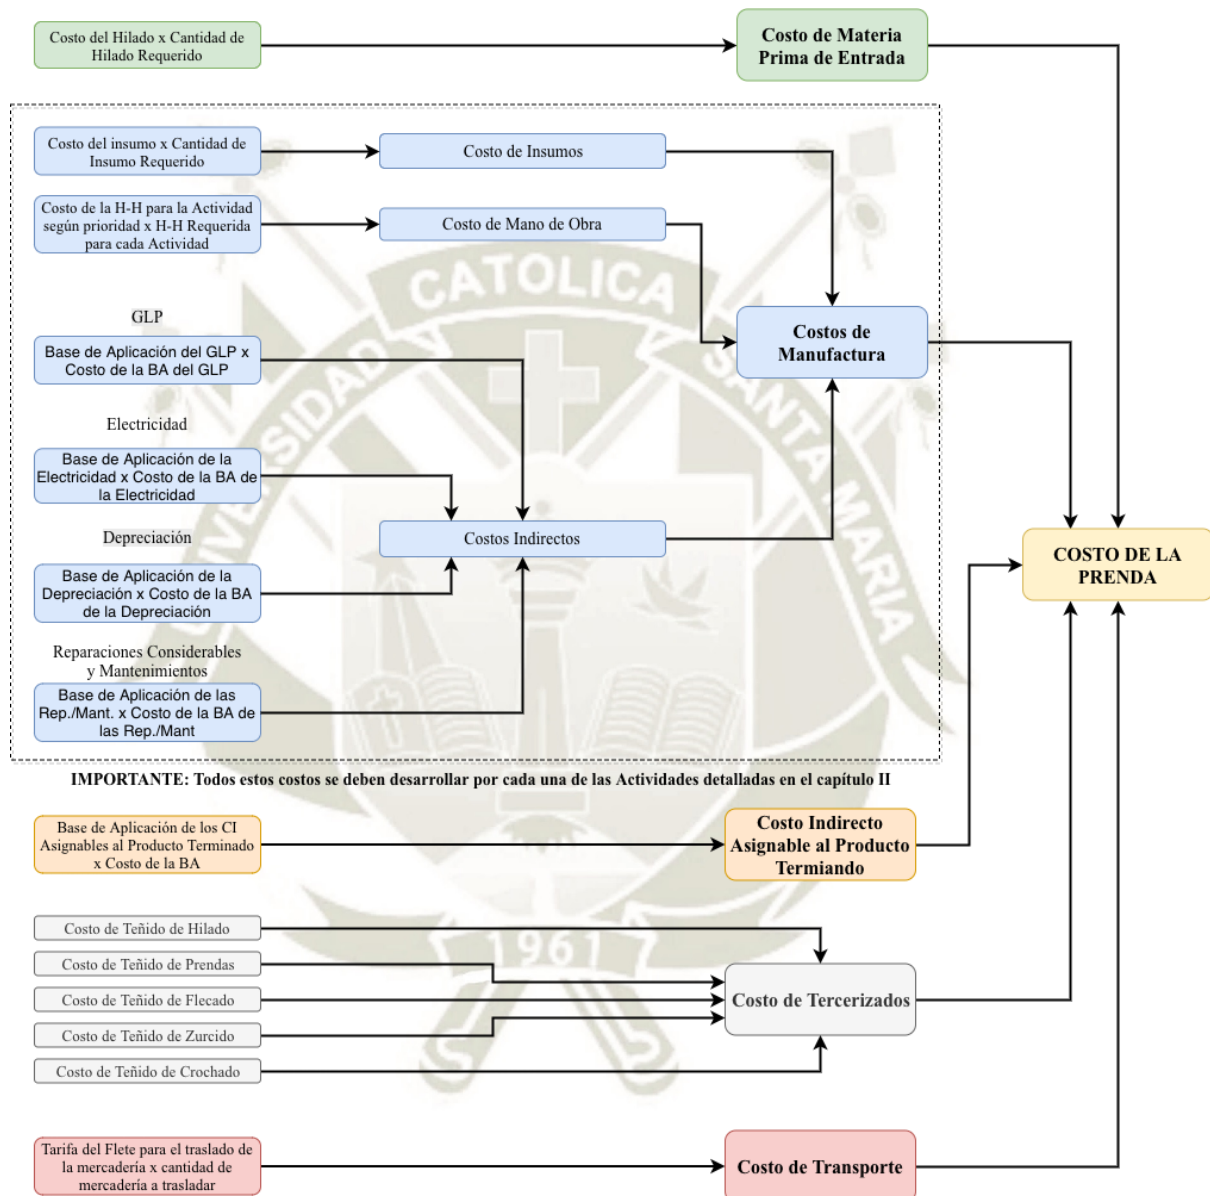 Costo del Hilado x Cantidad de
Hilado Requerido
Costo de Materia
Prima de Entrada
Costo del insumo x Cantidad de
Insumo Requerido
Costo de Insumos
Costo de la H-H para la Actividad
según prioridad x H-H Requerida
para cada Actividad
Costo de Mano de Obra
GLP
Base de Aplicación del GLP x
Costo de la BA del GLP
Costos de
Manufactura
Electricidad
Base de Aplicación de la
Electricidad x Costo de la BA de
la Electricidad
Costos Indirectos
Depreciación
Base de Aplicación de la
Depreciación x Costo de la BA
de la Depreciación
COSTO DE LA
PRENDA
Reparaciones Considerables
y Mantenimientos
Base de Aplicación de las
Rep./Mant. x Costo de la BA de
las Rep./Mant
IMPORTANTE: Todos estos costos se deben desarrollar por cada una de las Actividades detalladas en el capítulo II
Base de Aplicación de los CI
Asignables al Producto Terminado
x Costo de la BA
Costo Indirecto
Asignable al Producto
Termiando
Costo de Teñido de Hilado
Costo de Teñido de Prendas
Costo de Teñido de Flecado
Costo de Teñido de Zurcido
Costo de Teñido de Crochado
Costo de Tercerizados
Tarifa del Flete para el traslado de
la mercadería x cantidad de
mercadería a trasladar
Costo de Transporte
UNIVERSIDAD CATOLICA SANTA MARIA
1961